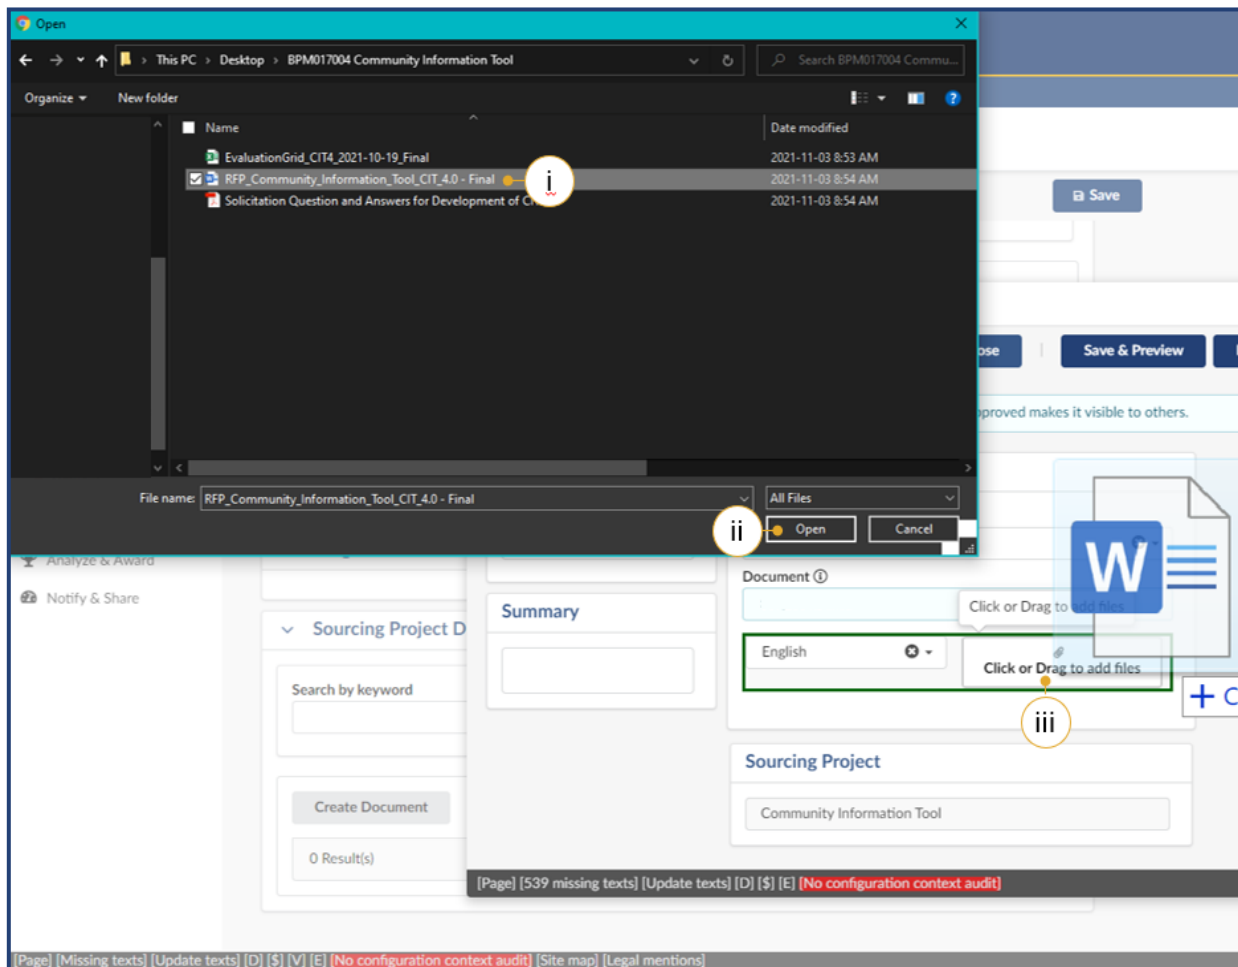 Open
This PC > Desktop > BPM017004 Community Information Tool
Search BPM017004 Commu...
Organize
New folder
Name
Date modified
EvaluationGrid_CIT4_2021-10-19_Final
2021-11-03 8:53 AM
RFP_Community_Information_Tool_CIT_4.0 - Final
i
2021-11-03 8:54 AM
Solicitation Question and Answers for Development of
2021-11-03 8:54 AM
Save
Save & Preview
makes it visible to others.
File name:
RFP_Community_Information_Tool_CIT_4.0 - Final
All Files
ii
Open
Cancel
Analyze & Award
Notify & Share
Document
W
Click or Drag to add files
Summary
Sourcing Project D
English
Click or Drag to add files
Search by keyword
+ C
iii
Sourcing Project
Create Document
Community Information Tool
0 Result(s)
[Page] [539 missing texts] [Update texts] [D] [$] [E] [No configuration context audit]
[Page] [Missing texts] [Update texts] [D] [$] [V] [E] [No configuration context audit] [Site map] [Legal mentions]